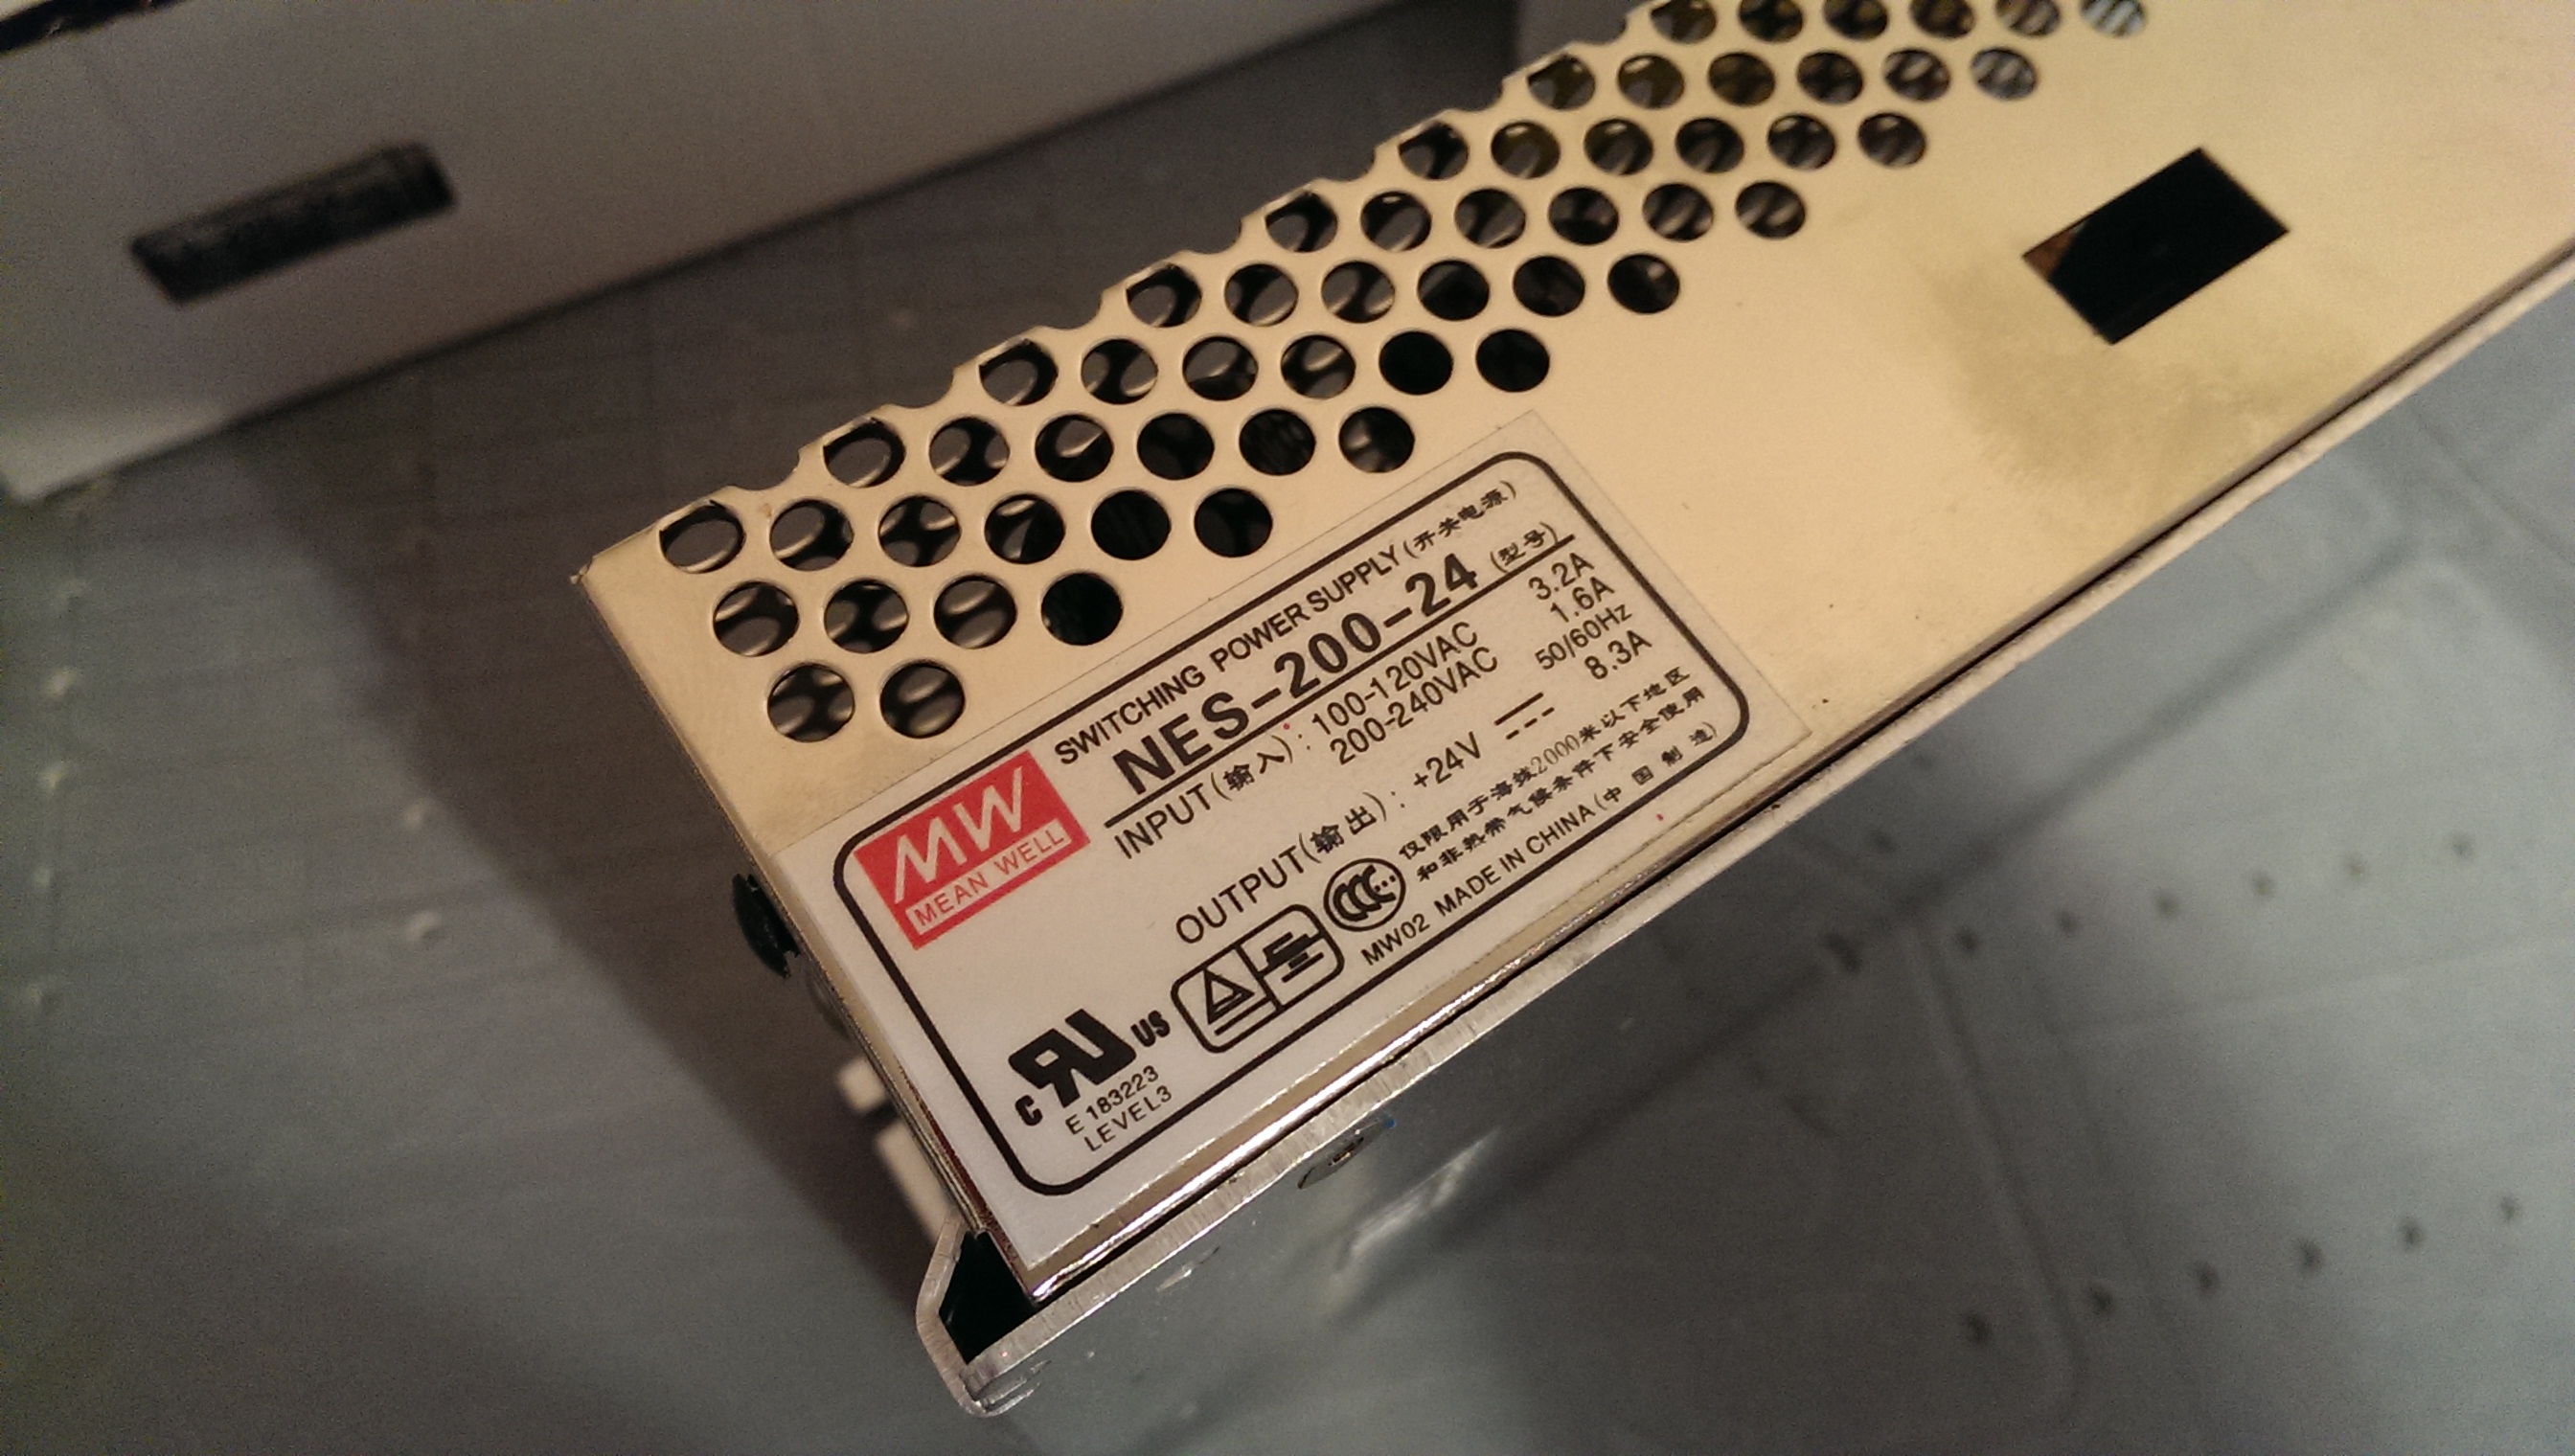 SWITCHING POWER SUPPLY (开关电源)
NES-200-24 (型号)
MW
MEAN WELL
INPUT(输入): 100-120VAC 3.2A
200-240VAC 1.6A
50/60Hz
OUTPUT(输出): +24V 8.3A
仅限用于海拔2000米以下地区
和非热带气候条件下安全使用
CCC
MW02 MADE IN CHINA (中国制造)
c RU US
E183223
LEVEL3